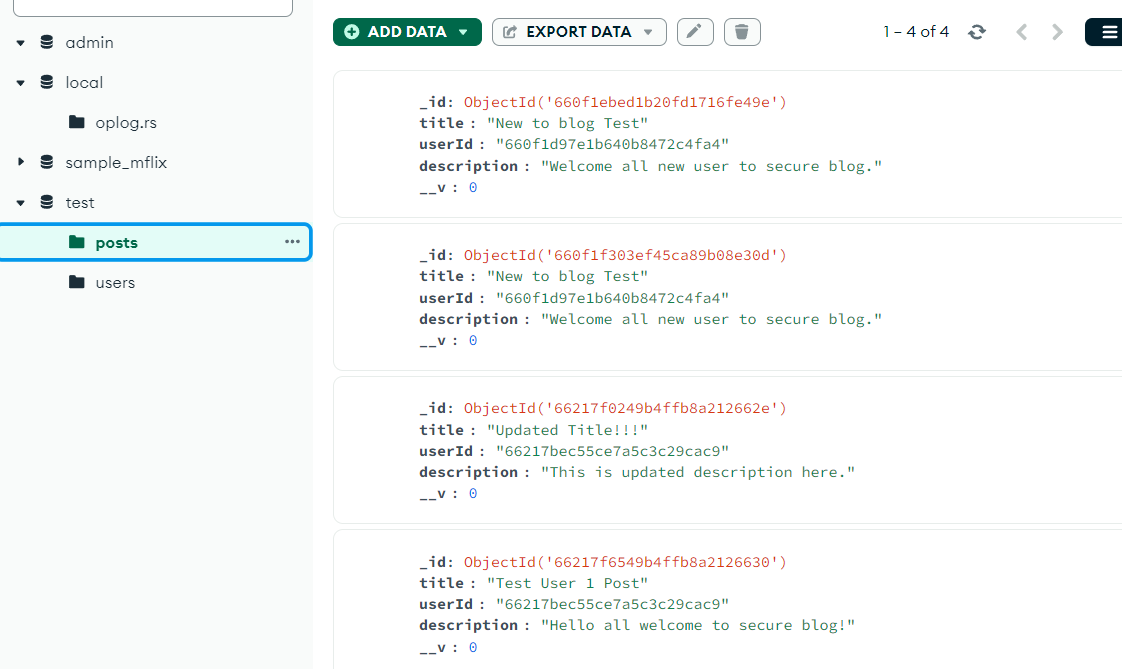 ADD DATA
EXPORT DATA
1 – 4 of 4
admin
local
oplog.rs
sample_mflix
test
posts
users
_id: ObjectId('660f1ebed1b20fd1716fe49e')
title : "New to blog Test"
userId : "660f1d97e1b640b8472c4fa4"
description : "Welcome all new user to secure blog."
__v : 0
_id: ObjectId('660f1f303ef45ca89b08e30d')
title : "New to blog Test"
userId : "660f1d97e1b640b8472c4fa4"
description : "Welcome all new user to secure blog."
__v : 0
_id: ObjectId('66217f0249b4ffb8a212662e')
title : "Updated Title!!!"
userId : "66217bec55ce7a5c3c29cac9"
description : "This is updated description here."
__v : 0
_id: ObjectId('66217f6549b4ffb8a2126630')
title : "Test User 1 Post"
userId : "66217bec55ce7a5c3c29cac9"
description : "Hello all welcome to secure blog!"
__v : 0